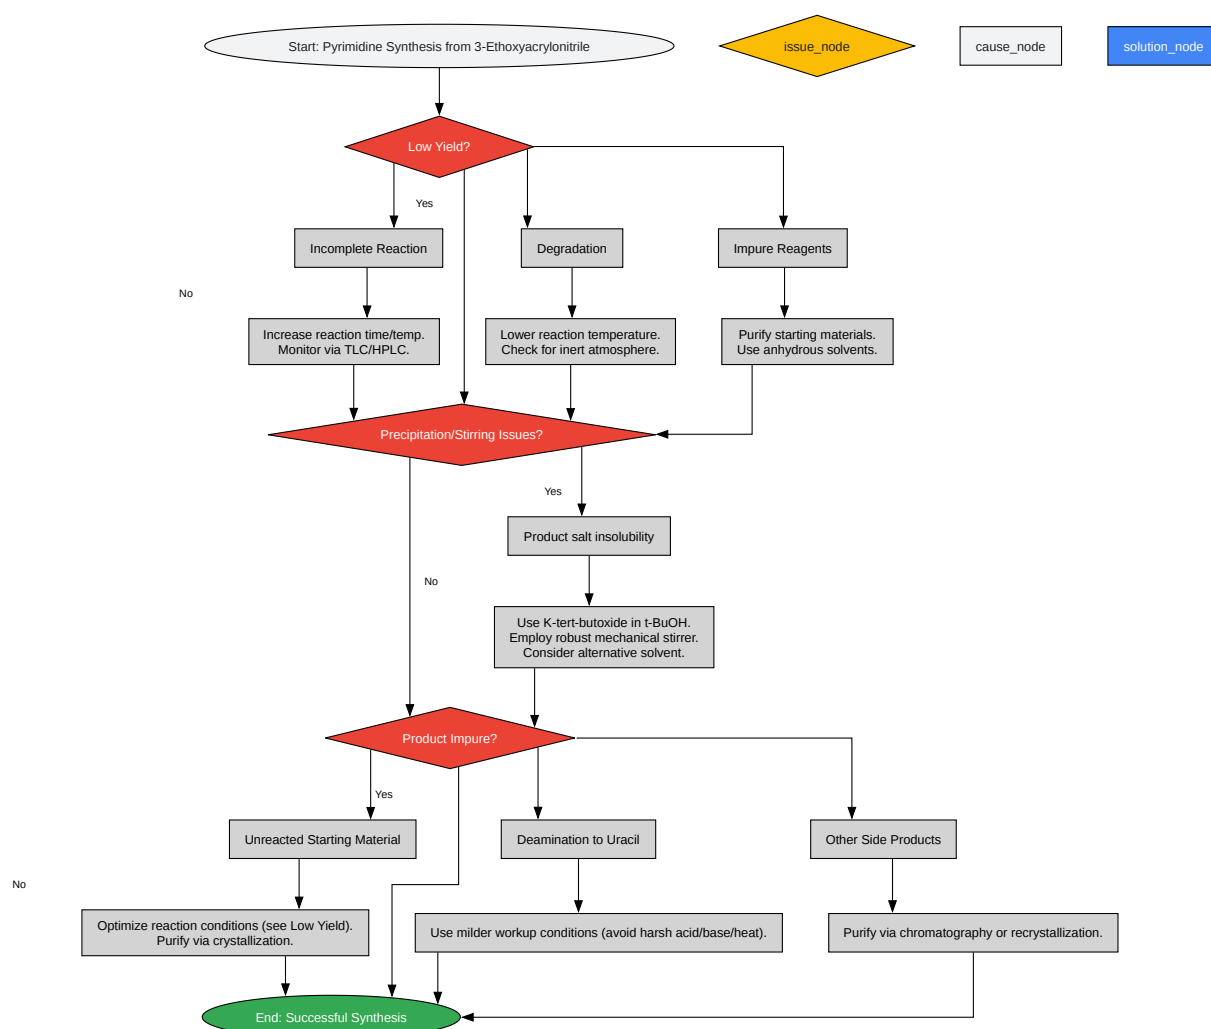 Start: Pyrimidine Synthesis from 3-Ethoxyacrylonitrile
issue_node
cause_node
solution_node
Low Yield?
Yes
Incomplete Reaction
Degradation
Impure Reagents
No
Increase reaction time/temp.
Monitor via TLC/HPLC.
Lower reaction temperature.
Check for inert atmosphere.
Purify starting materials.
Use anhydrous solvents.
Precipitation/Stirring Issues?
Yes
Product salt insolubility
No
Use K-tert-butoxide in t-BuOH.
Employ robust mechanical stirrer.
Consider alternative solvent.
Product Impure?
Yes
Unreacted Starting Material
Deamination to Uracil
Other Side Products
No
Optimize reaction conditions (see Low Yield).
Purify via crystallization.
Use milder workup conditions (avoid harsh acid/base/heat).
Purify via chromatography or recrystallization.
End: Successful Synthesis